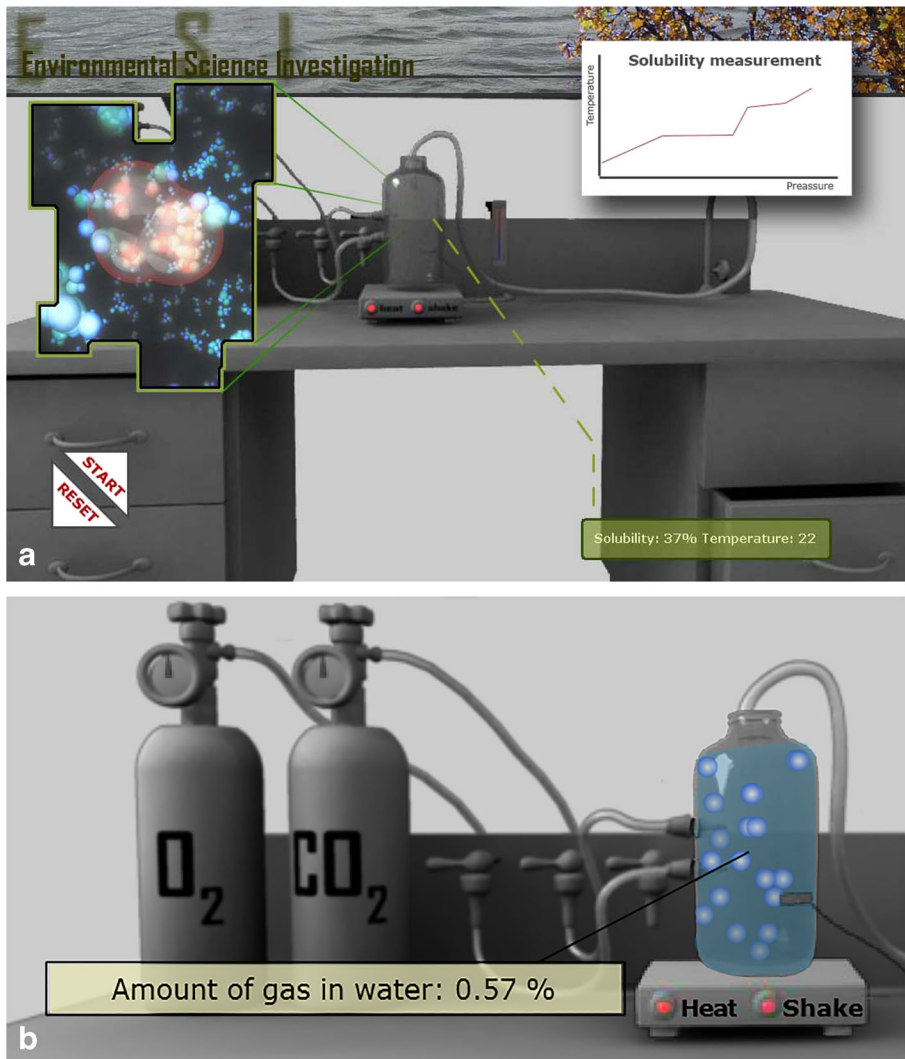 E S I
Environmental Science Investigation
Solubility measurement
Temperature
Preassure
heat shake
START
RESET
Solubility: 37% Temperature: 22
a
O2
CO2
Amount of gas in water: 0.57 %
Heat Shake
b